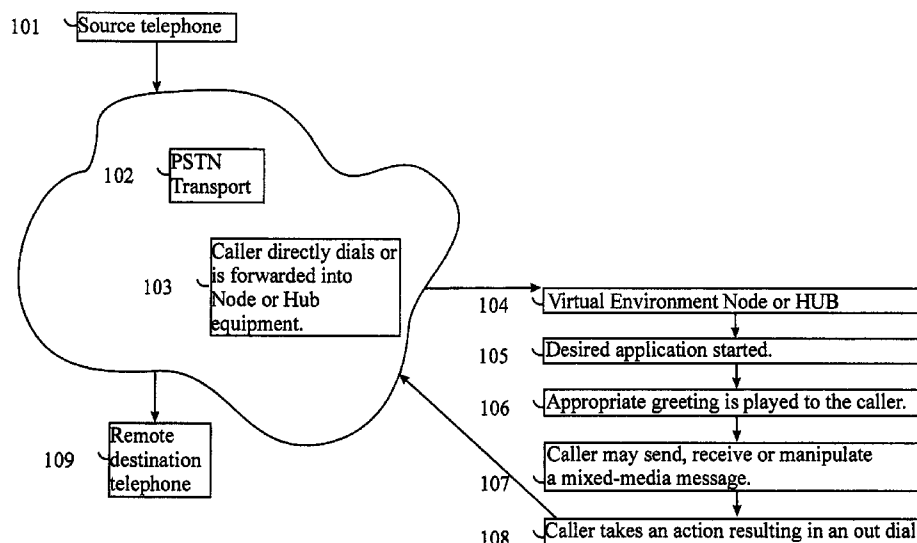 101 Source telephone
102 PSTN
Transport
103 Caller directly dials or
is forwarded into
Node or Hub
equipment.
104 Virtual Environment Node or HUB
105 Desired application started.
106 Appropriate greeting is played to the caller.
107 Caller may send, receive or manipulate
a mixed-media message.
108 Caller takes an action resulting in an out dial
109 Remote
destination
telephone